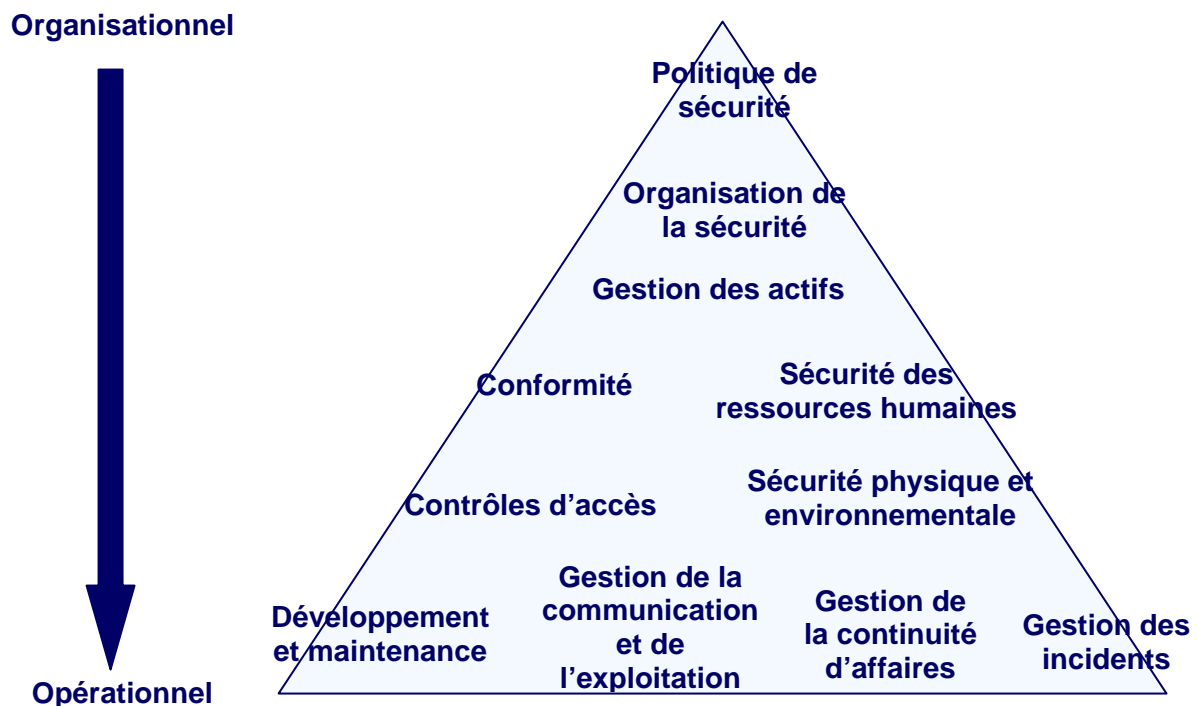 Organisationnel
Politique de
sécurité
Organisation de
la sécurité
Gestion des actifs
Conformité
Sécurité des
ressources humaines
Contrôles d’accès
Sécurité physique et
environnementale
Développement
et maintenance
Gestion de la
communication
et de
l’exploitation
Gestion de
la continuité
d’affaires
Gestion des
incidents
Opérationnel